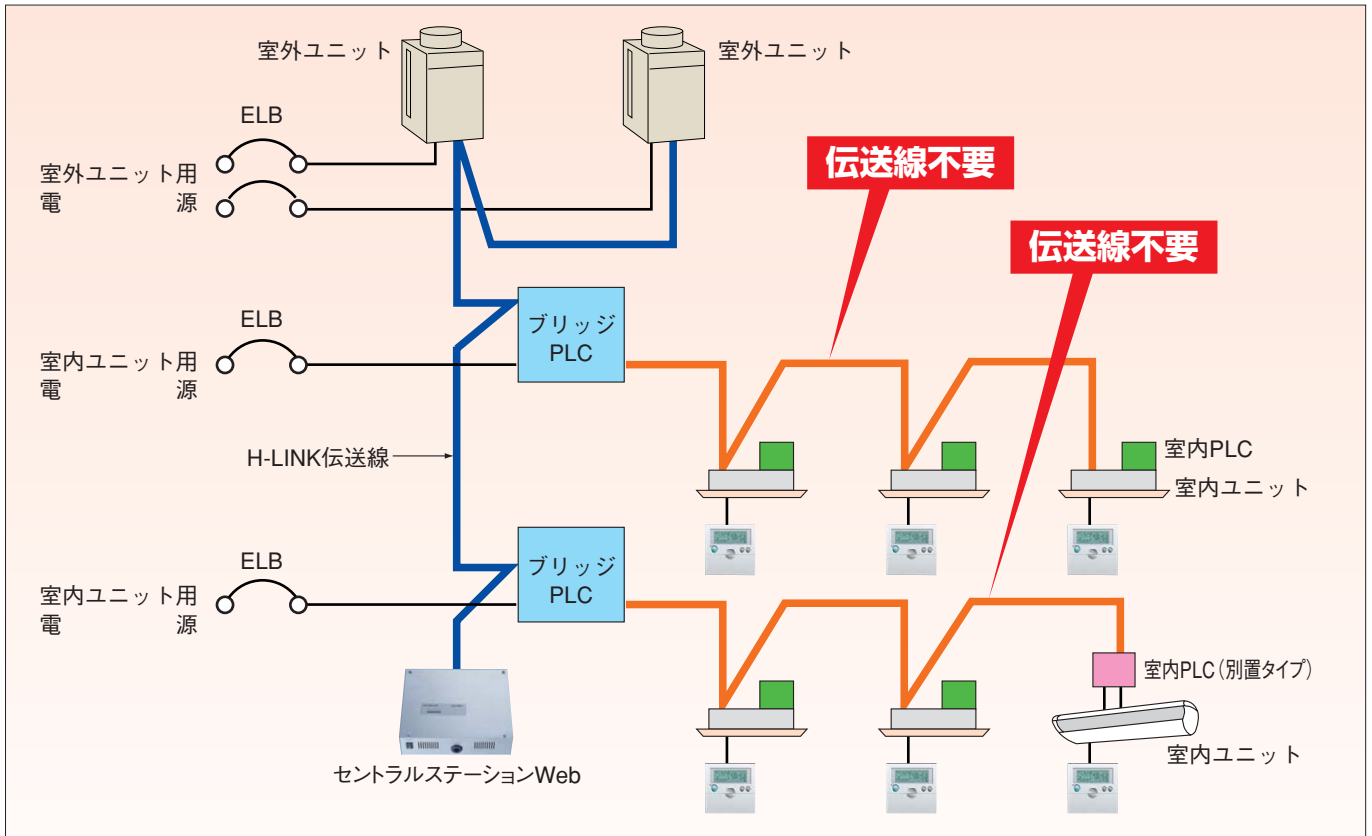 室外ユニット
室外ユニット
ELB
室外ユニット用
電 源
伝送線不要
伝送線不要
ELB
室内ユニット用
電 源
ブリッジ
PLC
H-LINK伝送線
室内PLC
室内ユニット
ELB
室内ユニット用
電 源
ブリッジ
PLC
室内PLC（別置タイプ）
室内ユニット
セントラルステーションWeb